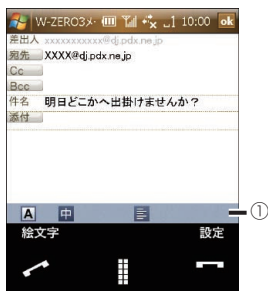 W-ZERO3メ 10:00 ok
差出人 xxxxxxxxxxx@dj.pdx.ne.jp
宛先 XXXX@dj.pdx.ne.jp
Cc
Bcc
件名 明日どこかへ出掛けませんか？
添付
A 中
①
絵文字 設定